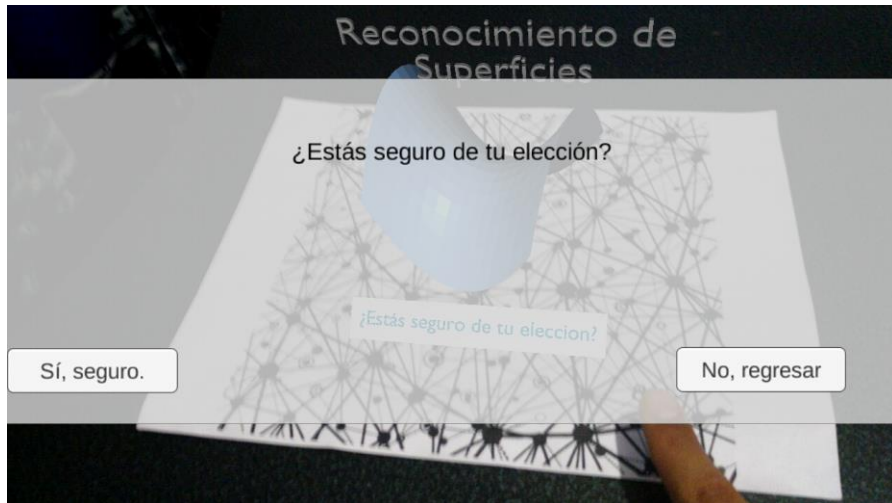 Reconocimiento de
Superficies
¿Estás seguro de tu elección?
¿Estás seguro de tu eleccion?
Sí, seguro.
No, regresar